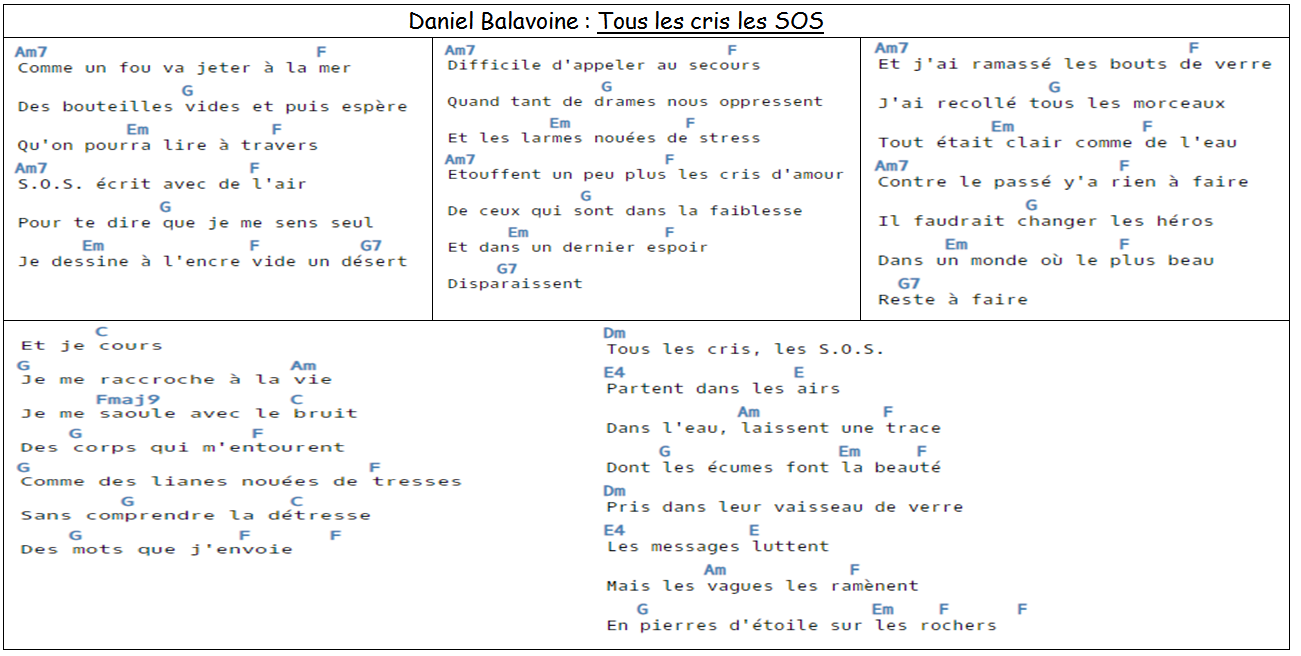 Daniel Balavoine : Tous les cris les SOS
Am7 F
Comme un fou va jeter à la mer
G
Des bouteilles vides et puis espère
Em F
Qu'on pourra lire à travers
Am7 F
S.O.S. écrit avec de l'air
G
Pour te dire que je me sens seul
Em F G7
Je dessine à l'encre vide un désert
Am7 F
Difficile d'appeler au secours
G
Quand tant de drames nous oppressent
Em F
Et les larmes nouées de stress
Am7 F
Etouffent un peu plus les cris d'amour
G
De ceux qui sont dans la faiblesse
Em F
Et dans un dernier espoir
G7
Disparaissent
Am7 F
Et j'ai ramassé les bouts de verre
G
J'ai recollé tous les morceaux
Em F
Tout était clair comme de l'eau
Am7 F
Contre le passé y'a rien à faire
G
Il faudrait changer les héros
Em F
Dans un monde où le plus beau
G7
Reste à faire
C
Et je cours
G Am
Je me raccroche à la vie
Fmaj9 C
Je me saoule avec le bruit
G F
Des corps qui m'entourent
G F
Comme des lianes nouées de tresses
G C
Sans comprendre la détresse
G F F
Des mots que j'envoie
Dm
Tous les cris, les S.O.S.
E4 E
Partent dans les airs
Am F
Dans l'eau, laissent une trace
G Em F
Dont les écumes font la beauté
Dm
Pris dans leur vaisseau de verre
E4 E
Les messages luttent
Am F
Mais les vagues les ramènent
G Em F F
En pierres d'étoile sur les rochers